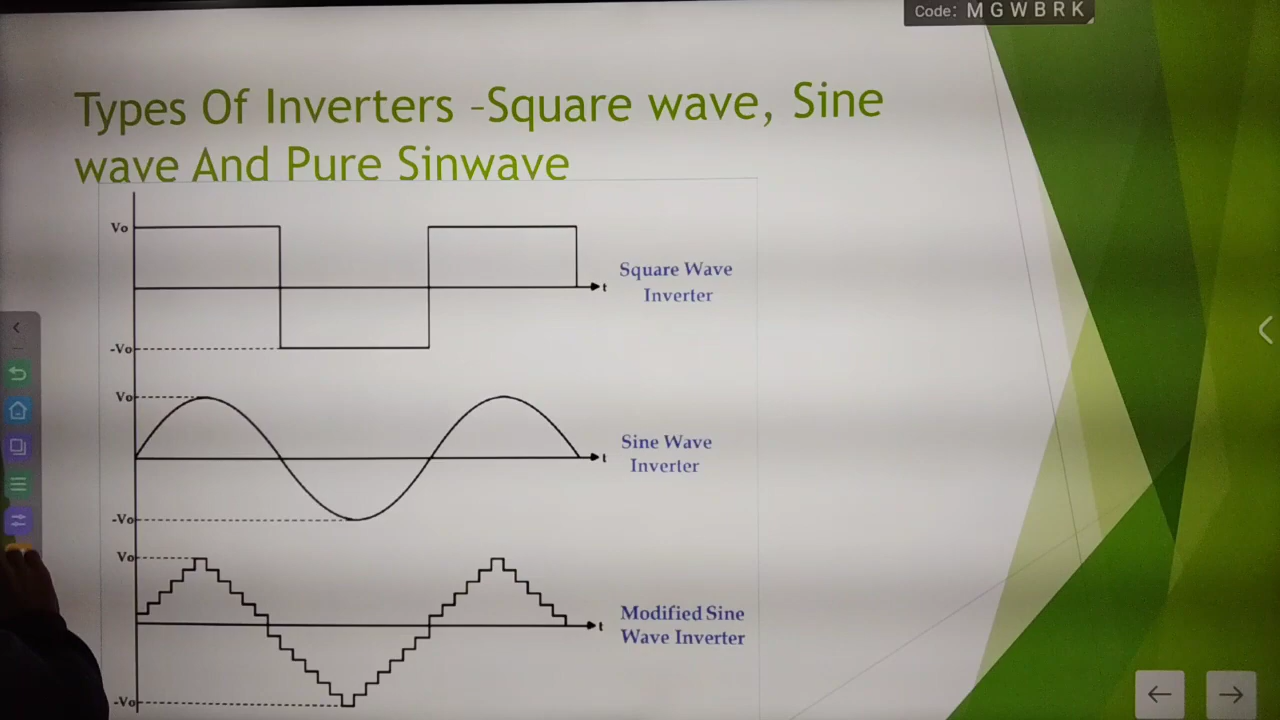 Code: MGWBRK
Types Of Inverters –Square wave, Sine
wave And Pure Sinwave
Vo
t
-Vo
Square Wave
Inverter
Vo
t
-Vo
Sine Wave
Inverter
Vo
t
-Vo
Modified Sine
Wave Inverter